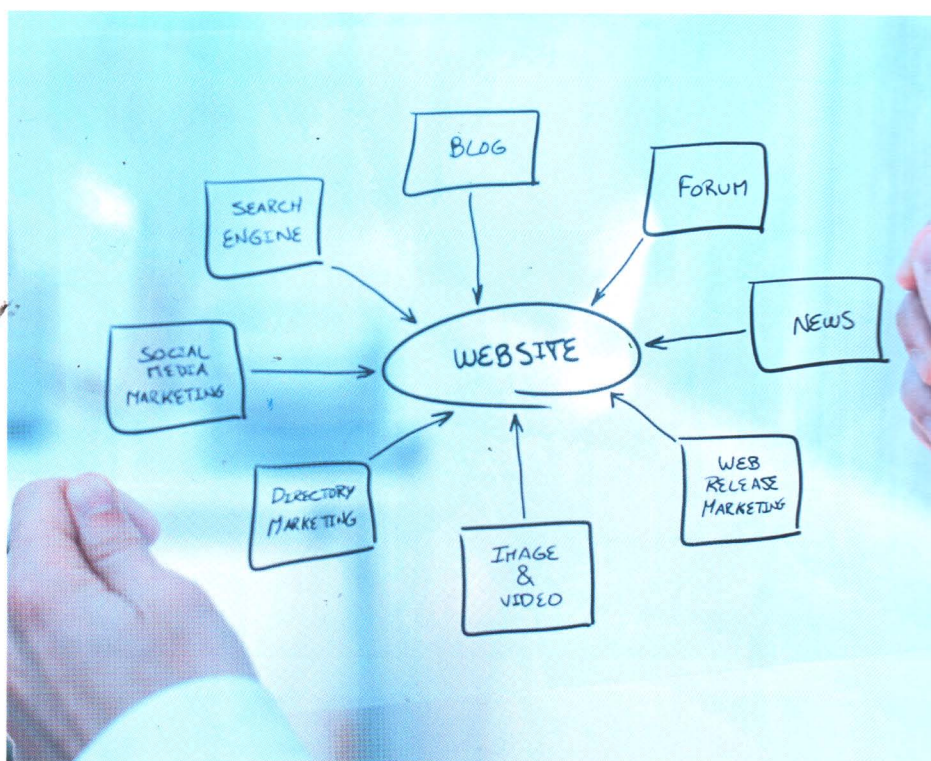 BLOG
FORUM
SEARCH
ENGINE
NEWS
WEBSITE
SOCIAL
MEDIA
MARKETING
WEB
RELEASE
MARKETING
DIRECTORY
MARKETING
IMAGE
&
VIDEO